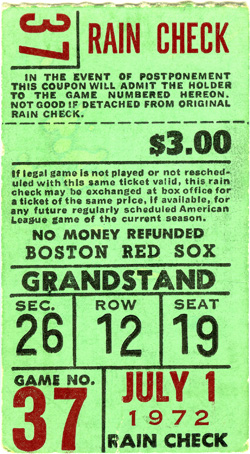 37
RAIN CHECK
IN THE EVENT OF POSTPONEMENT
THIS COUPON WILL ADMIT THE HOLDER
TO THE GAME NUMBERED HEREON.
NOT GOOD IF DETACHED FROM ORIGINAL
RAIN CHECK.
$3.00
If legal game is not played or not resched-
uled with this same ticket valid, this rain
check may be exchanged at box office for
a ticket of the same price, if available, for
any future regularly scheduled American
League game of the current season.
NO MONEY REFUNDED
BOSTON RED SOX
GRANDSTAND
SEC. ROW SEAT
26 12 19
GAME NO.
37
JULY 1
1972
RAIN CHECK